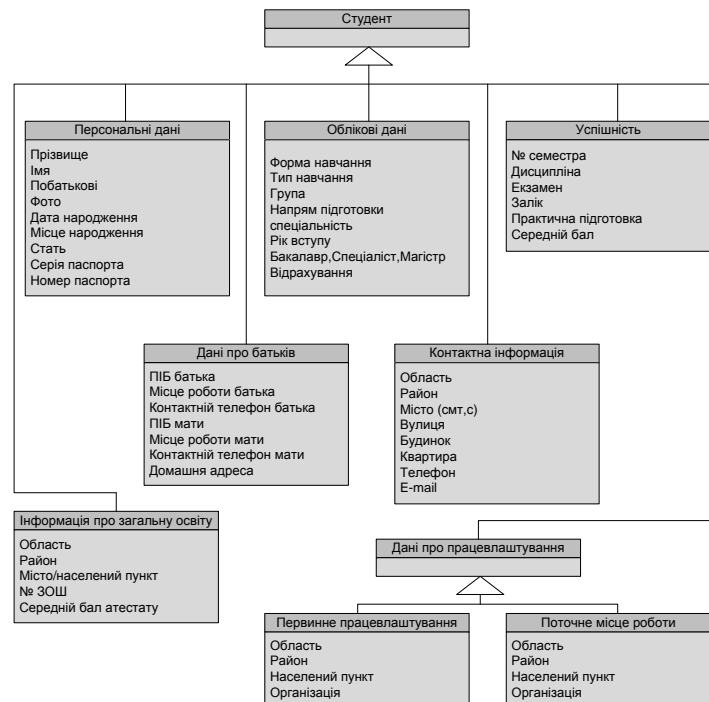 Студент
Персональні дані
Прізвище
Імя
Побатькові
Фото
Дата народження
Місце народження
Стать
Серія паспорта
Номер паспорта
Облікові дані
Форма навчання
Тип навчання
Група
Напрям підготовки
спеціальність
Рік вступу
Бакалавр,Спеціаліст,Магістр
Відрахування
Успішність
№ семестра
Дисципліна
Екзамен
Залік
Практична підготовка
Середній бал
Дані про батьків
ПІБ батька
Місце роботи батька
Контактній телефон батька
ПІБ мати
Місце роботи мати
Контактній телефон мати
Домашня адреса
Контактна інформація
Область
Район
Місто (смт,с)
Вулиця
Будинок
Квартира
Телефон
E-mail
Інформація про загальну освіту
Область
Район
Місто/населений пункт
№ ЗОШ
Середній бал атестату
Дані про працевлаштування
Первинне працевлаштування
Область
Район
Населений пункт
Організація
Поточне місце роботи
Область
Район
Населений пункт
Організація